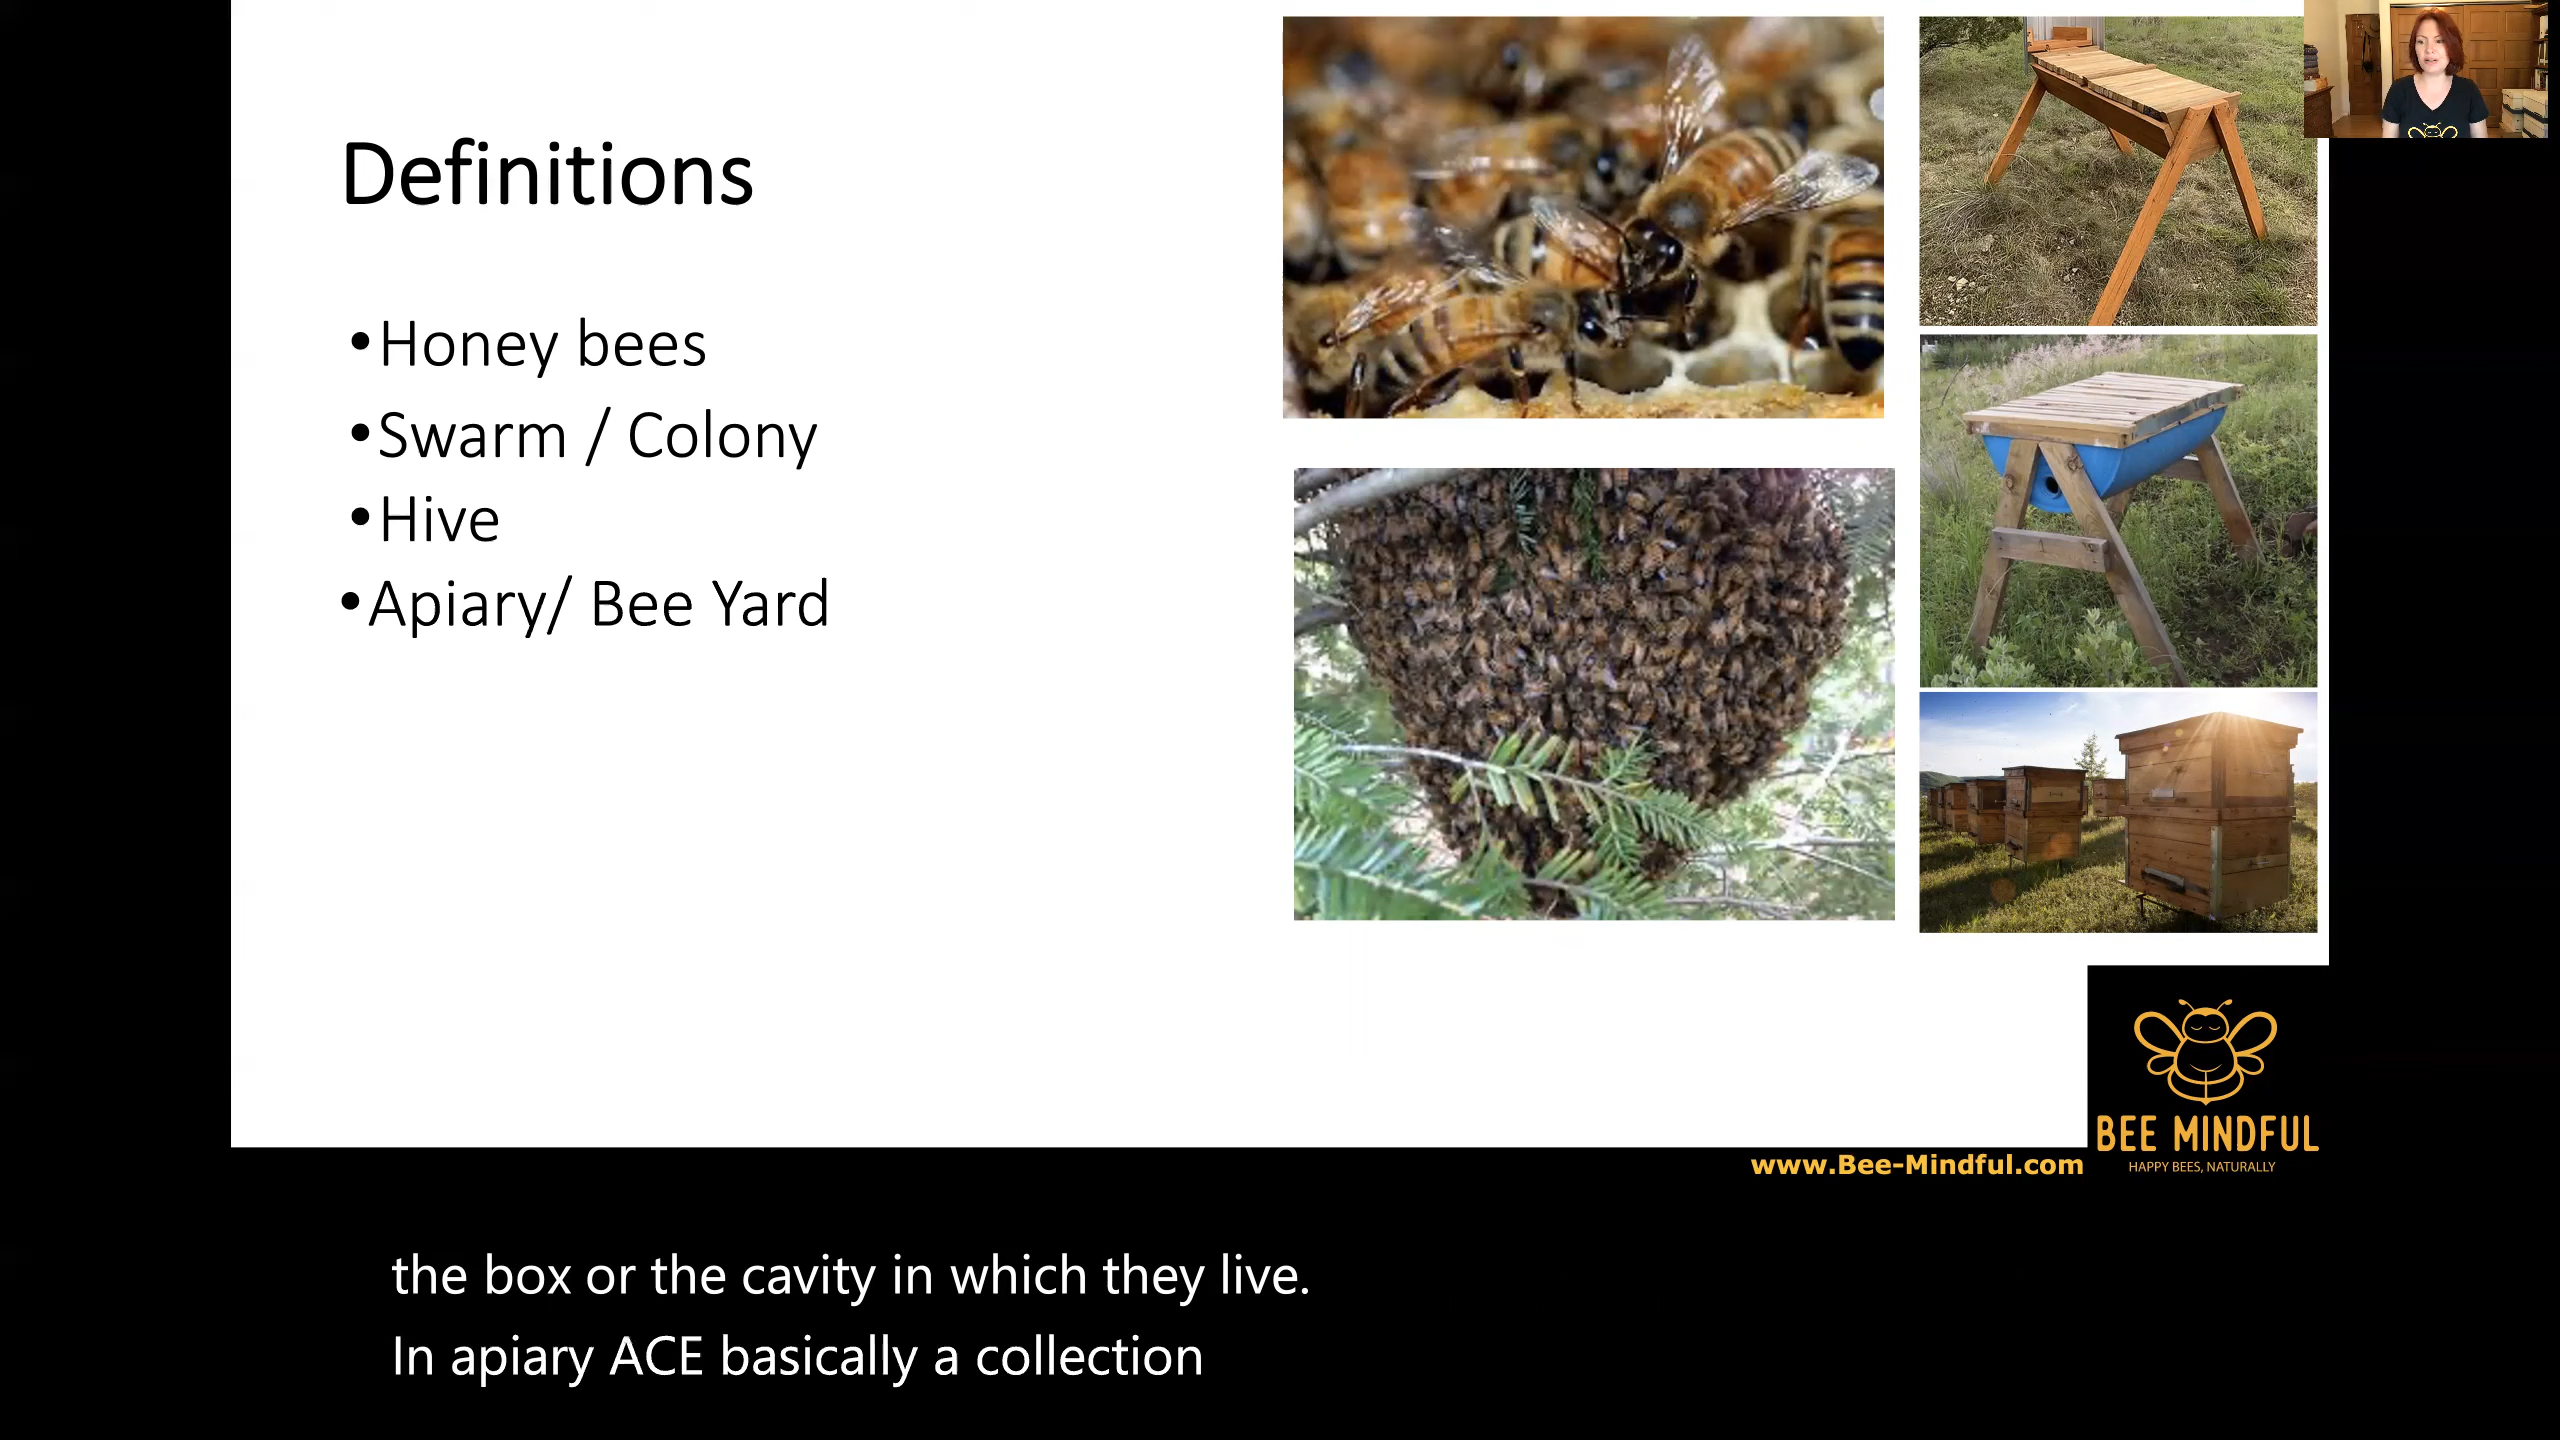 Definitions
•Honey bees
•Swarm / Colony
•Hive
•Apiary/ Bee Yard
BEE MINDFUL
HAPPY BEES, NATURALLY
www.Bee-Mindful.com
the box or the cavity in which they live.
In apiary ACE basically a collection